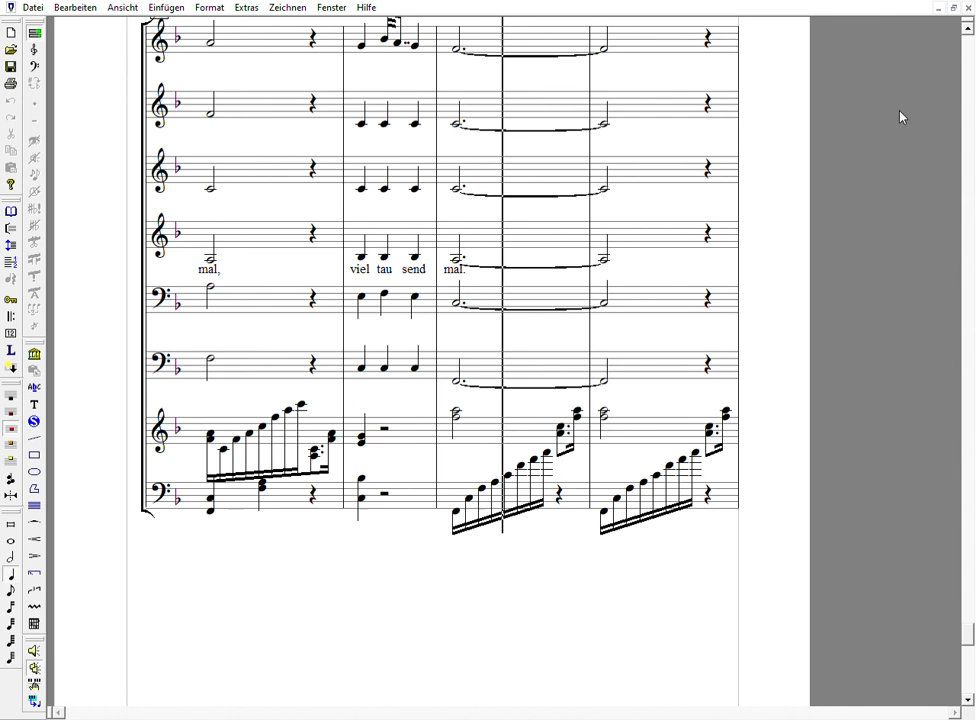 Datei Bearbeiten Ansicht Einfügen Format Extras Zeichnen Fenster Hilfe
mal, viel tau send mal.